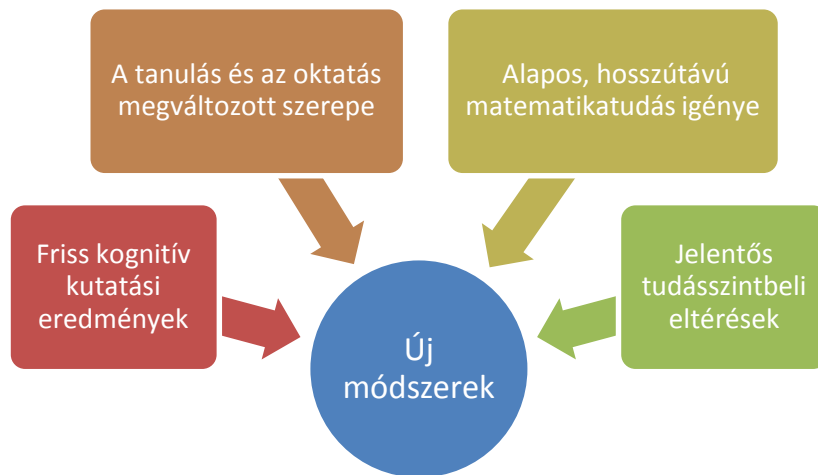 A tanulás és az oktatás
megváltozott szerepe
Alapos, hosszútávú
matematikatudás igénye
Friss kognitív
kutatási
eredmények
Jelentős
tudásszintbeli
eltérések
Új
módszerek